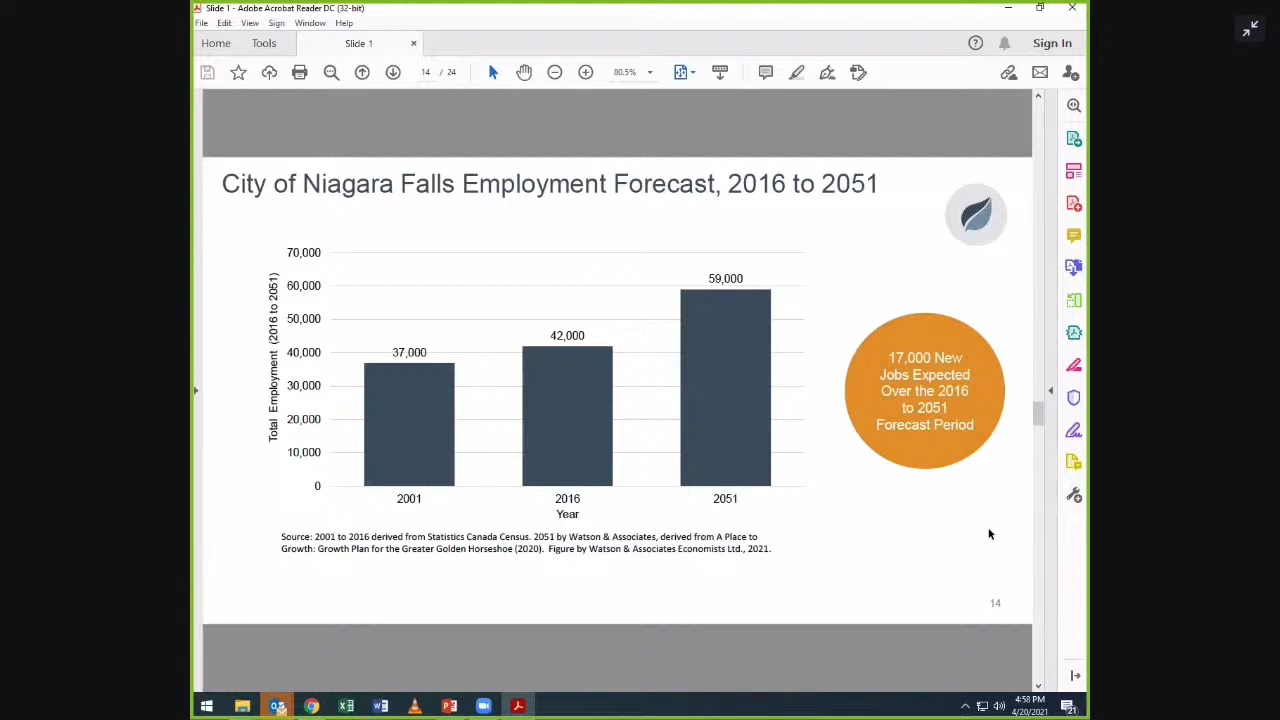 Slide 1 - Adobe Acrobat Reader DC (32-bit)
File Edit View Sign Window Help
Home Tools Slide 1 × Sign In
14 / 24 80.5%
City of Niagara Falls Employment Forecast, 2016 to 2051
Total Employment (2016 to 2051)
70,000
60,000
50,000
40,000
30,000
20,000
10,000
0
37,000
42,000
59,000
2001 2016 2051
Year
17,000 New
Jobs Expected
Over the 2016
to 2051
Forecast Period
Source: 2001 to 2016 derived from Statistics Canada Census. 2051 by Watson & Associates, derived from A Place to
Growth: Growth Plan for the Greater Golden Horseshoe (2020). Figure by Watson & Associates Economists Ltd., 2021.
14
4:58 PM
4/20/2021
21